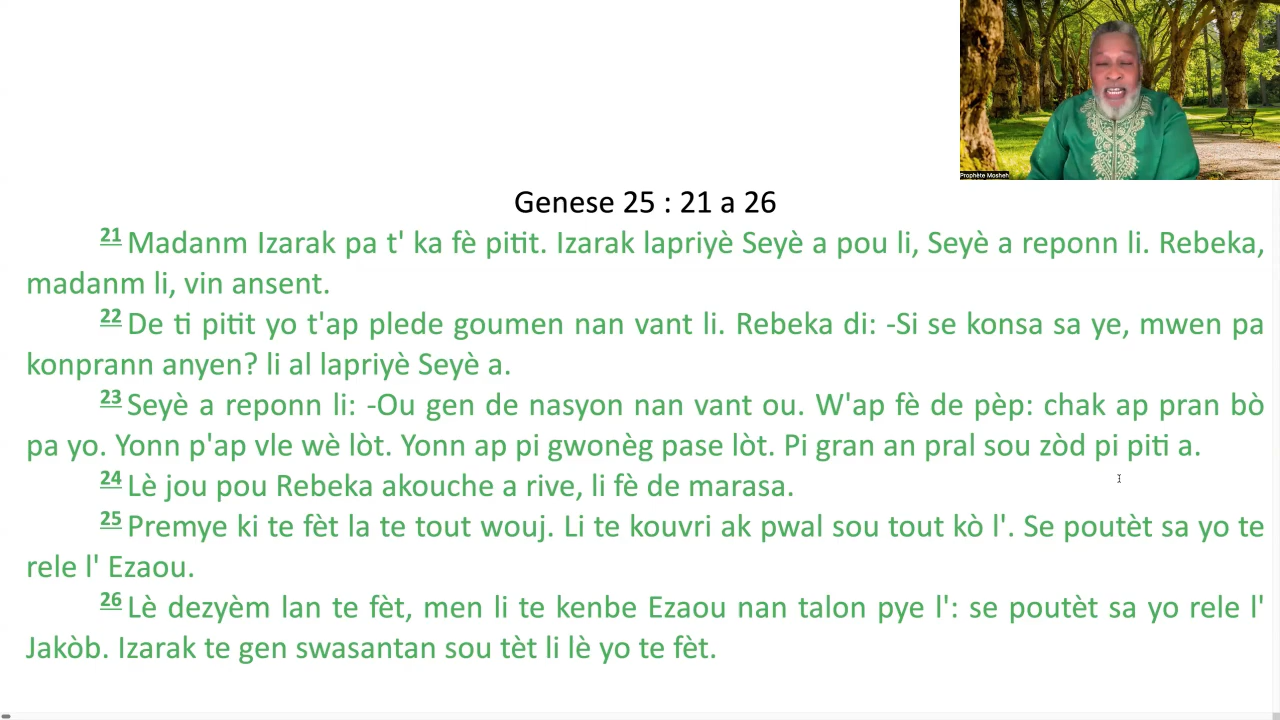 Prophète Mosheh
Genese 25 : 21 a 26
21 Madanm Izarak pa t' ka fè pitit. Izarak lapriyè Seyè a pou li, Seyè a reponn li. Rebeka,
madanm li, vin ansent.
22 De ti pitit yo t'ap plede goumen nan vant li. Rebeka di: -Si se konsa sa ye, mwen pa
konprann anyen? li al lapriyè Seyè a.
23 Seyè a reponn li: -Ou gen de nasyon nan vant ou. W'ap fè de pèp: chak ap pran bò
pa yo. Yonn p'ap vle wè lòt. Yonn ap pi gwonèg pase lòt. Pi gran an pral sou zòd pi piti a.
24 Lè jou pou Rebeka akouche a rive, li fè de marasa.
25 Premye ki te fèt la te tout wouj. Li te kouvri ak pwal sou tout kò l'. Se poutèt sa yo te
rele l' Ezaou.
26 Lè dezyèm lan te fèt, men li te kenbe Ezaou nan talon pye l': se poutèt sa yo rele l'
Jakòb. Izarak te gen swasantan sou tèt li lè yo te fèt.